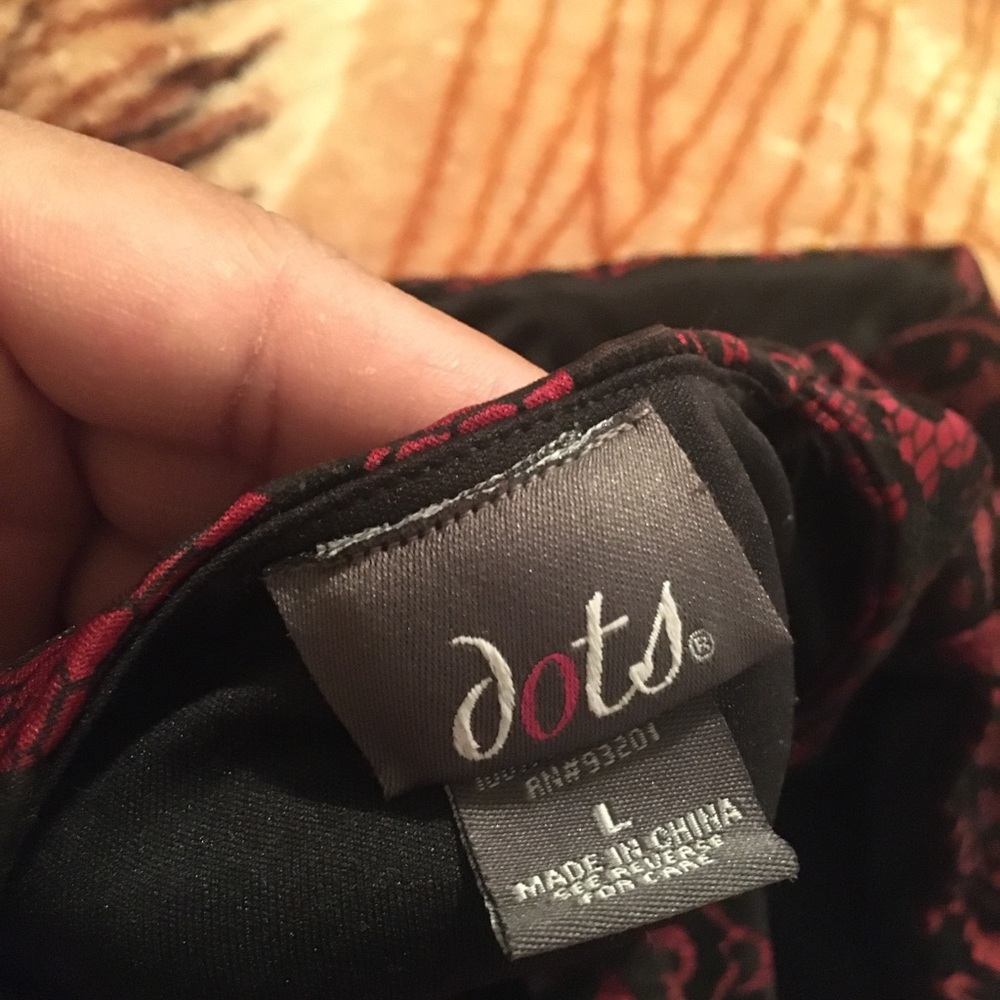 dots®
RN#93201
L
MADE IN CHINA
SEE REVERSE
FOR CARE